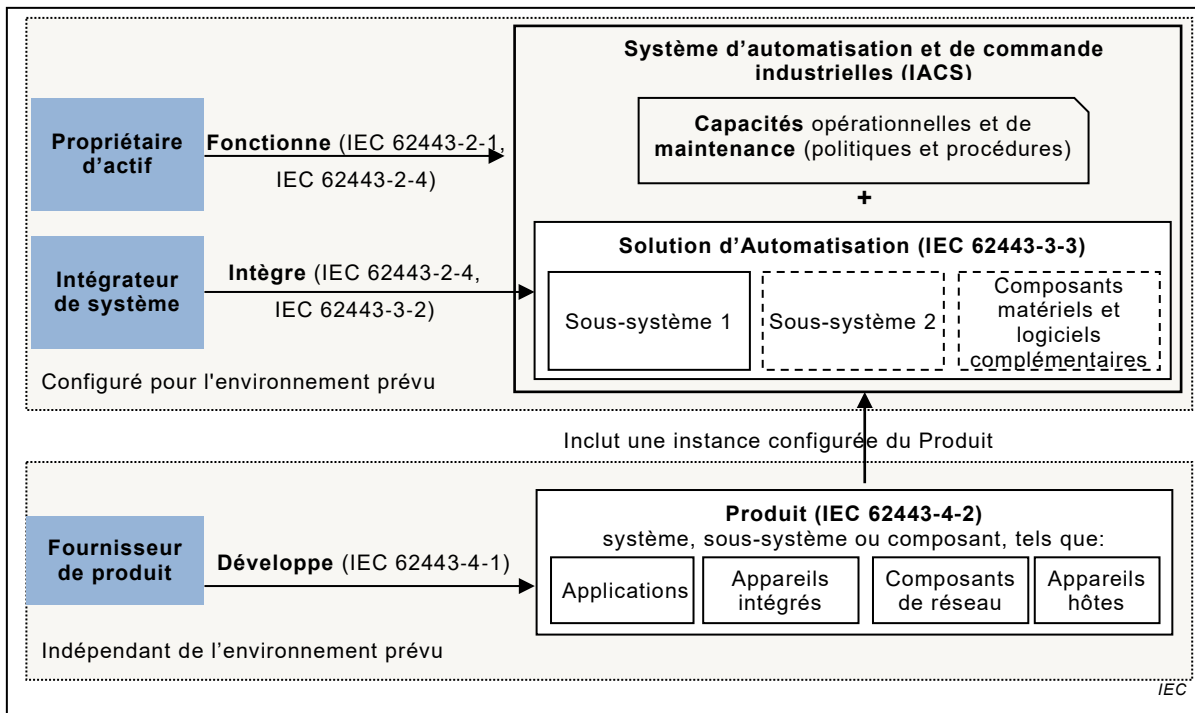 Système d’automatisation et de commande
industrielles (IACS)
Propriétaire
d’actif
Fonctionne (IEC 62443-2-1,
IEC 62443-2-4)
Capacités opérationnelles et de
maintenance (politiques et procédures)
+
Intégrateur
de système
Intègre (IEC 62443-2-4,
IEC 62443-3-2)
Solution d’Automatisation (IEC 62443-3-3)
Sous-système 1
Sous-système 2
Composants
matériels et
logiciels
complémentaires
Configuré pour l'environnement prévu
Inclut une instance configurée du Produit
Fournisseur
de produit
Développe (IEC 62443-4-1)
Produit (IEC 62443-4-2)
système, sous-système ou composant, tels que:
Applications
Appareils
intégrés
Composants
de réseau
Appareils
hôtes
Indépendant de l’environnement prévu
IEC